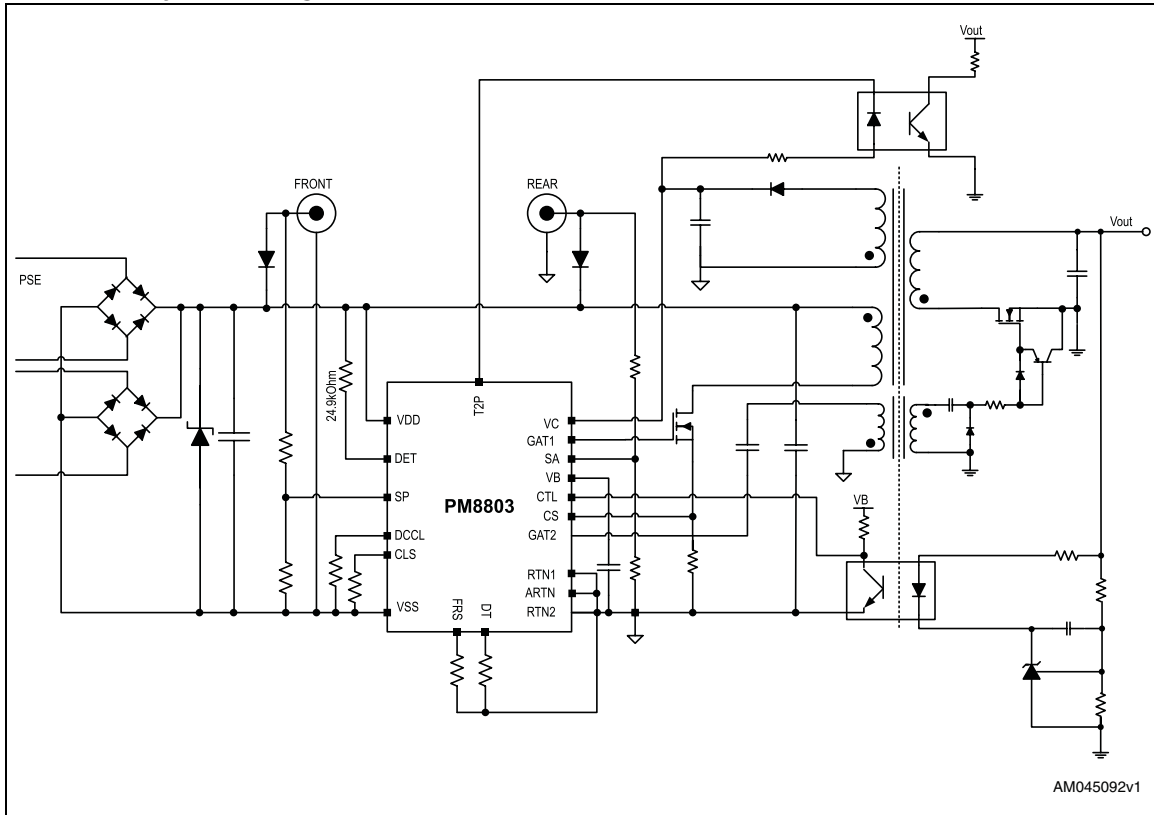 Vout
FRONT
REAR
Vout
PSE
24.9kOhm
T2P
VDD
VC
GAT1
DET
SA
VB
SP
CTL
PM8803
CS
DCCL
GAT2
CLS
VB
RTN1
ARTN
VSS
RTN2
FRS
DT
AM045092v1